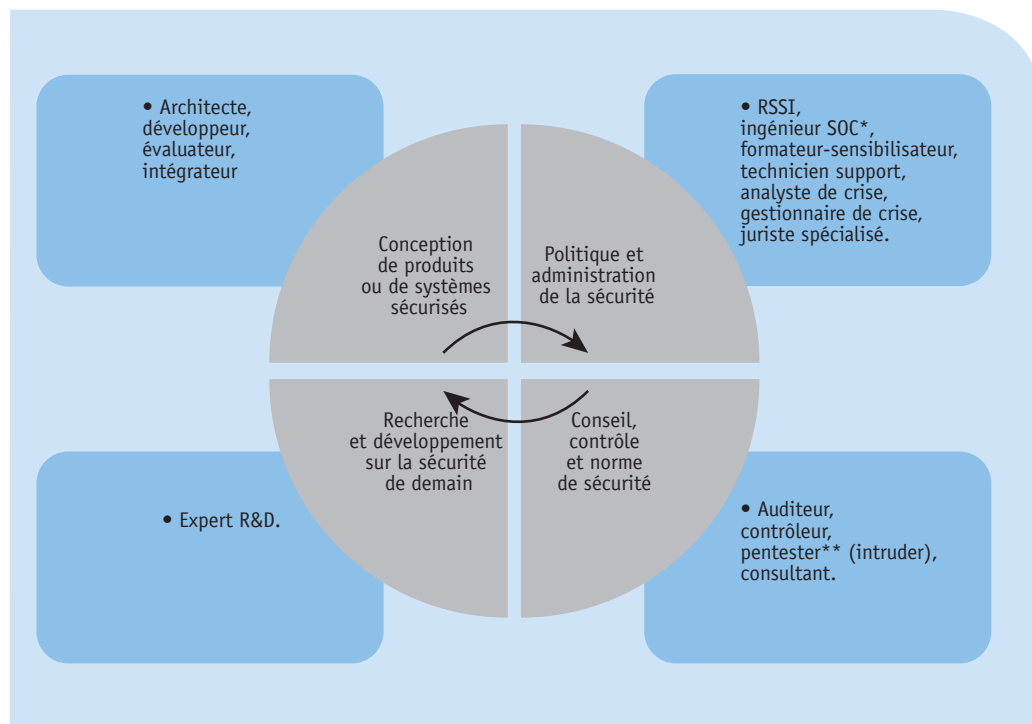 • Architecte,
développeur,
évaluateur,
intégrateur
• RSSI,
ingénieur SOC*,
formateur-sensibilisateur,
technicien support,
analyste de crise,
gestionnaire de crise,
juriste spécialisé.
Conception
de produits
ou de systèmes
sécurisés
Politique et
administration
de la sécurité
Recherche
et développement
sur la sécurité
de demain
Conseil,
contrôle
et norme
de sécurité
• Expert R&D.
• Auditeur,
contrôleur,
pentester** (intruder),
consultant.